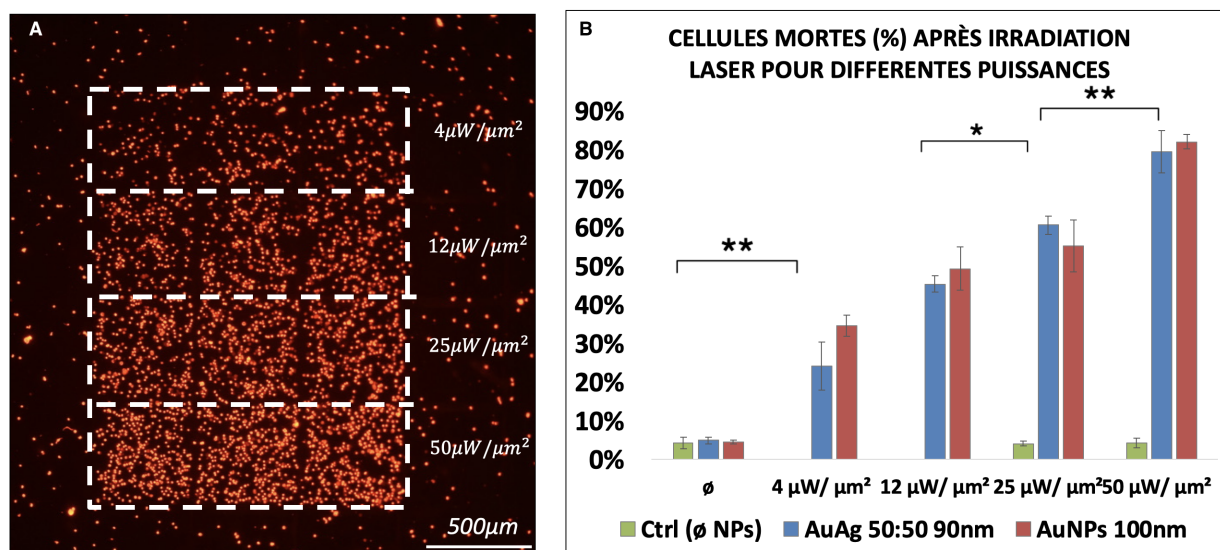 A
4μW/μm²
12μW/μm²
25μW/μm²
50μW/μm²
500μm
B
CELLULES MORTES (%) APRÈS IRRADIATION
LASER POUR DIFFERENTES PUISSANCES
90%
80%
70%
60%
50%
40%
30%
20%
10%
0%
**
*
**
ø 4 μW/ μm² 12 μW/ μm² 25 μW/ μm² 50 μW/ μm²
Ctrl (ø NPs) AuAg 50:50 90nm AuNPs 100nm